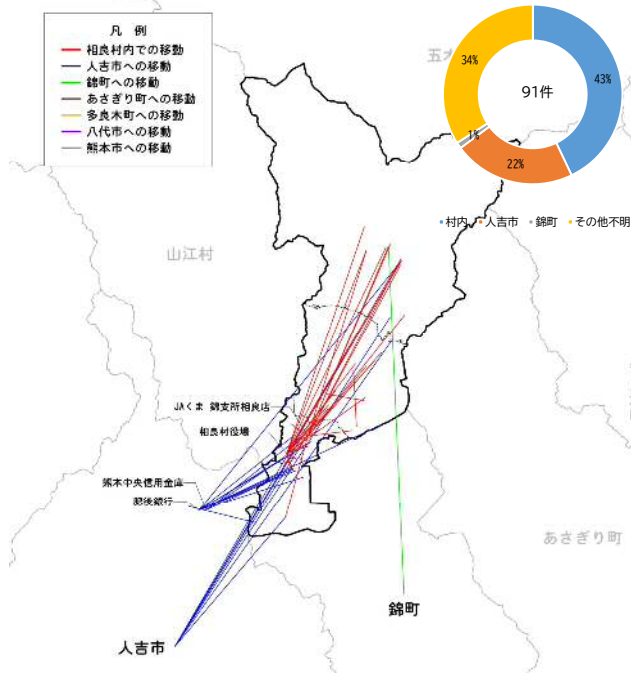 凡 例
相良村内での移動
人吉市への移動
錦町への移動
あさぎり町への移動
多良木町への移動
八代市への移動
熊本市への移動
34%
43%
91件
1%
22%
村内 人吉市 錦町 その他不明
山江村
JAくま 錦支所相良店
相良村役場
熊本中央信用金庫
肥後銀行
あさぎり町
錦町
人吉市